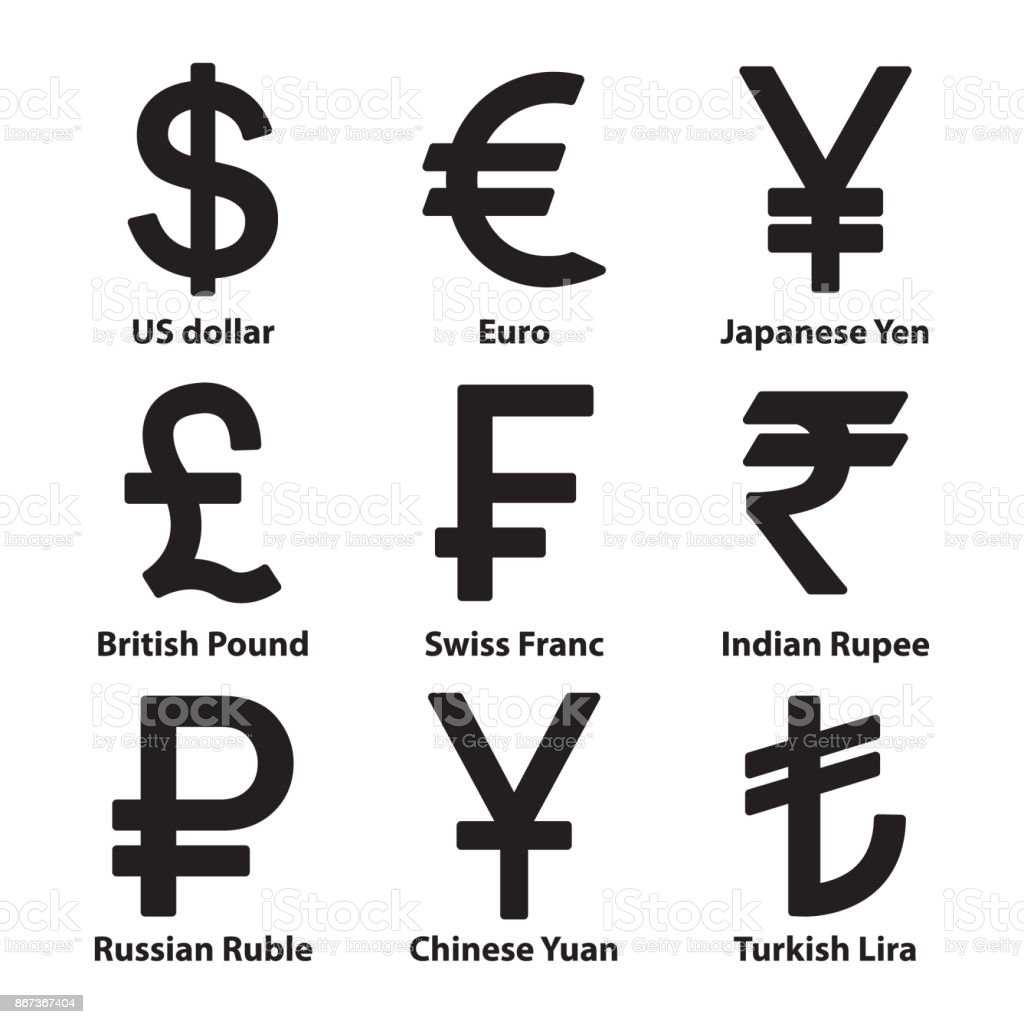 $ € ¥
US dollar Euro Japanese Yen
£ ₣ ₹
British Pound Swiss Franc Indian Rupee
₽ Y
Russian Ruble Chinese Yuan Turkish Lira
₺
iStock
by Getty Images™
867367404